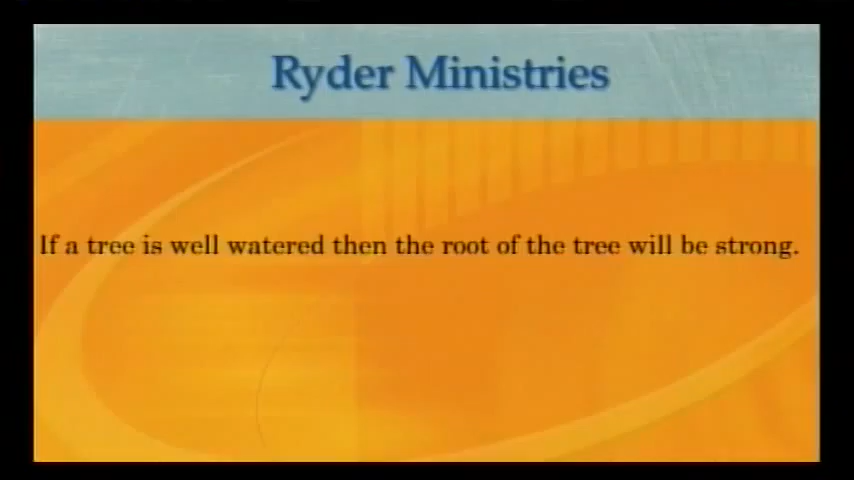 Ryder Ministries
If a tree is well watered then the root of the tree will be strong.